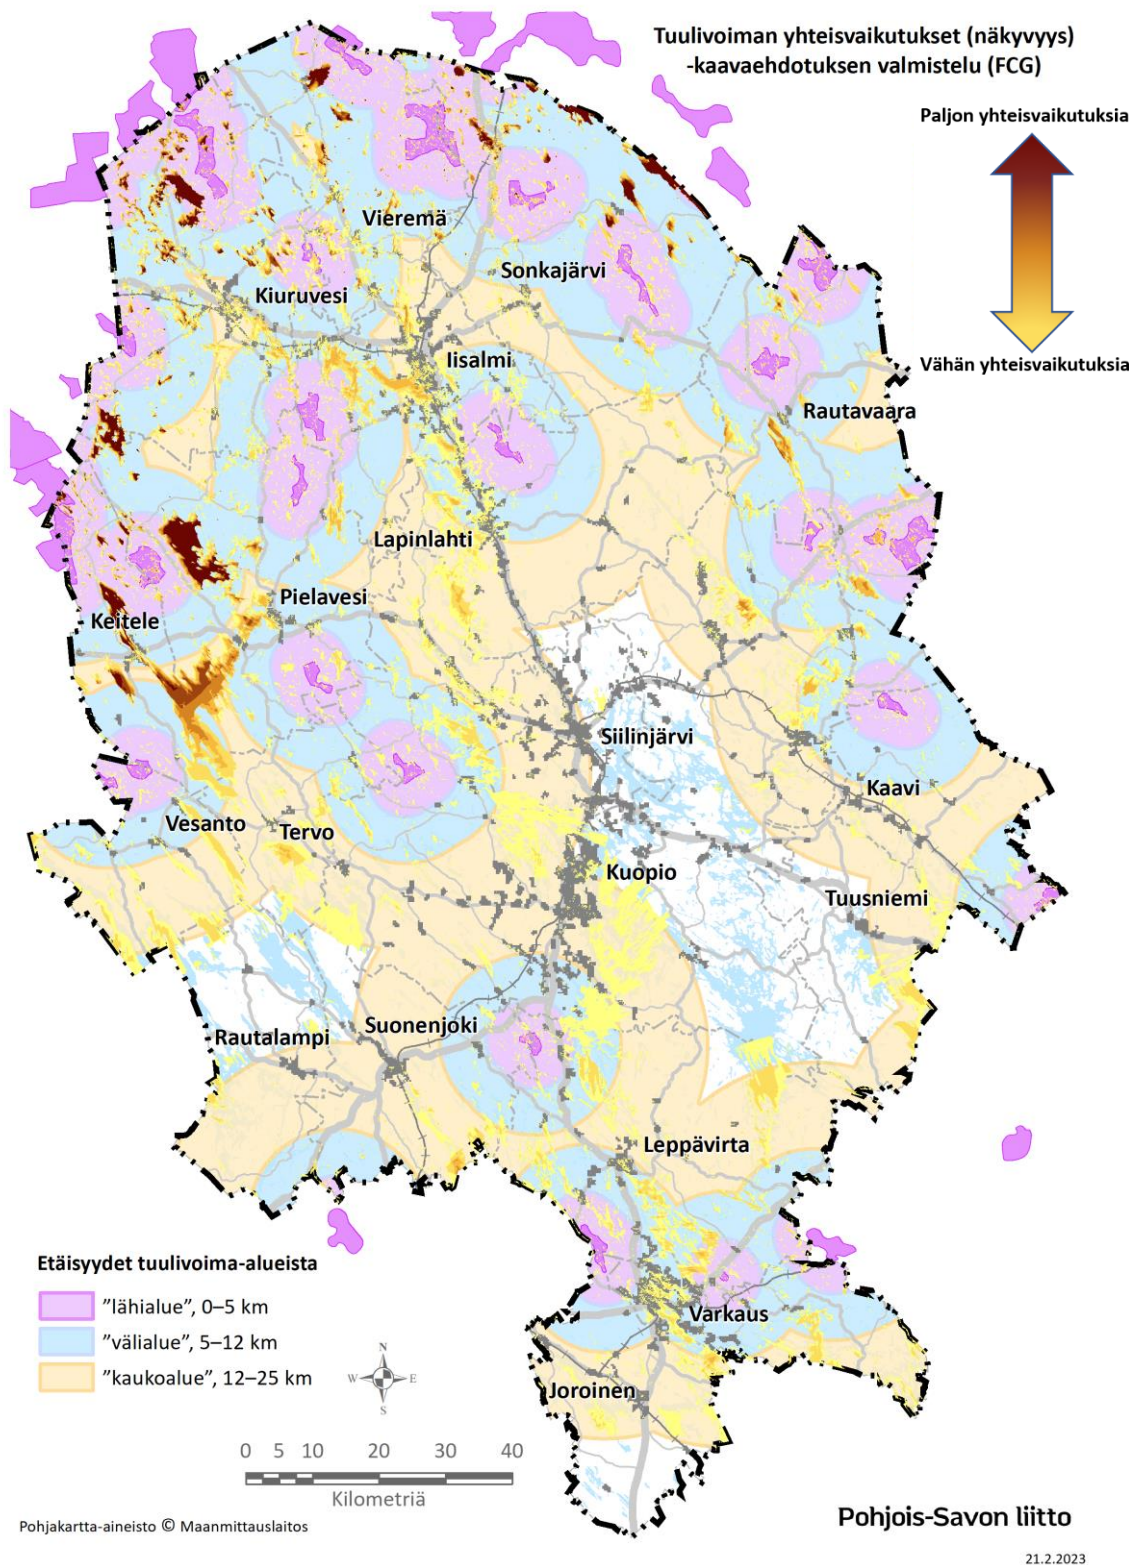 Tuulivoiman yhteisvaikutukset (näkyvyys)
-kaavaehdotuksen valmistelu (FCG)
Paljon yhteisvaikutuksia
Vähän yhteisvaikutuksia
Vieremä
Sonkajärvi
Kiuruvesi
Iisalmi
Rautavaara
Lapinlahti
Pielavesi
Keitele
Siilinjärvi
Kaavi
Vesanto
Tervo
Kuopio
Tuusniemi
Suonenjoki
Rautalampi
Leppävirta
Varkaus
Joroinen
Etäisyydet tuulivoima-alueista
”lähialue”, 0–5 km
”välialue”, 5–12 km
”kaukoalue”, 12–25 km
N
W E
S
0 5 10 20 30 40
Kilometriä
Pohjakartta-aineisto © Maanmittauslaitos
Pohjois-Savon liitto
21.2.2023